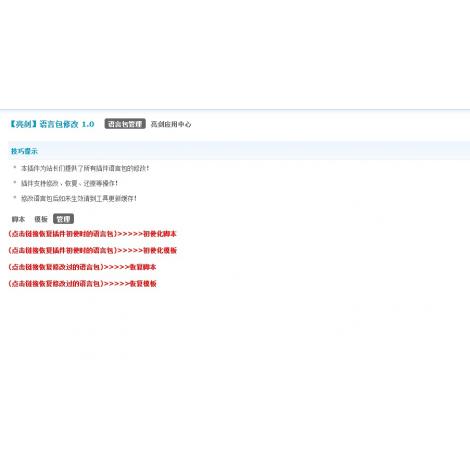 【亮剑】语言包修改 1.0 语言包管理 亮剑应用中心
技巧提示
本插件为站长们提供了所有插件语言包的修改!
插件支持修改、恢复、还原等操作!
修改语言包后如未生效请到工具更新缓存!
脚本 模板 管理
(点击链接恢复插件初使时的语言包)>>>>>初使化脚本
(点击链接恢复插件初使时的语言包)>>>>>初使化模板
(点击链接恢复修改过的语言包)>>>>>恢复脚本
(点击链接恢复修改过的语言包)>>>>>恢复模板